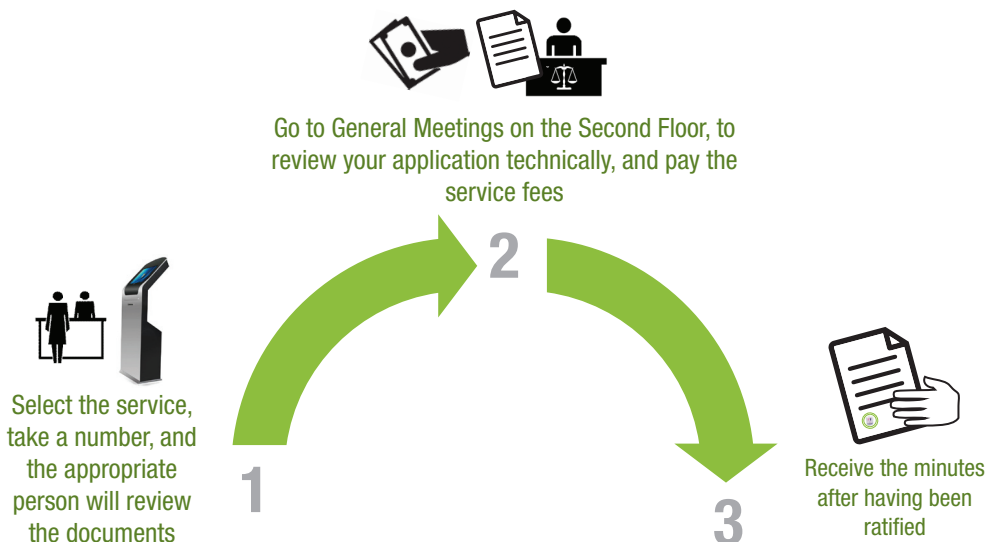 Go to General Meetings on the Second Floor, to
review your application technically, and pay the
service fees
2
Select the service,
take a number, and
the appropriate
person will review
the documents
1
Receive the minutes
after having been
ratified
3